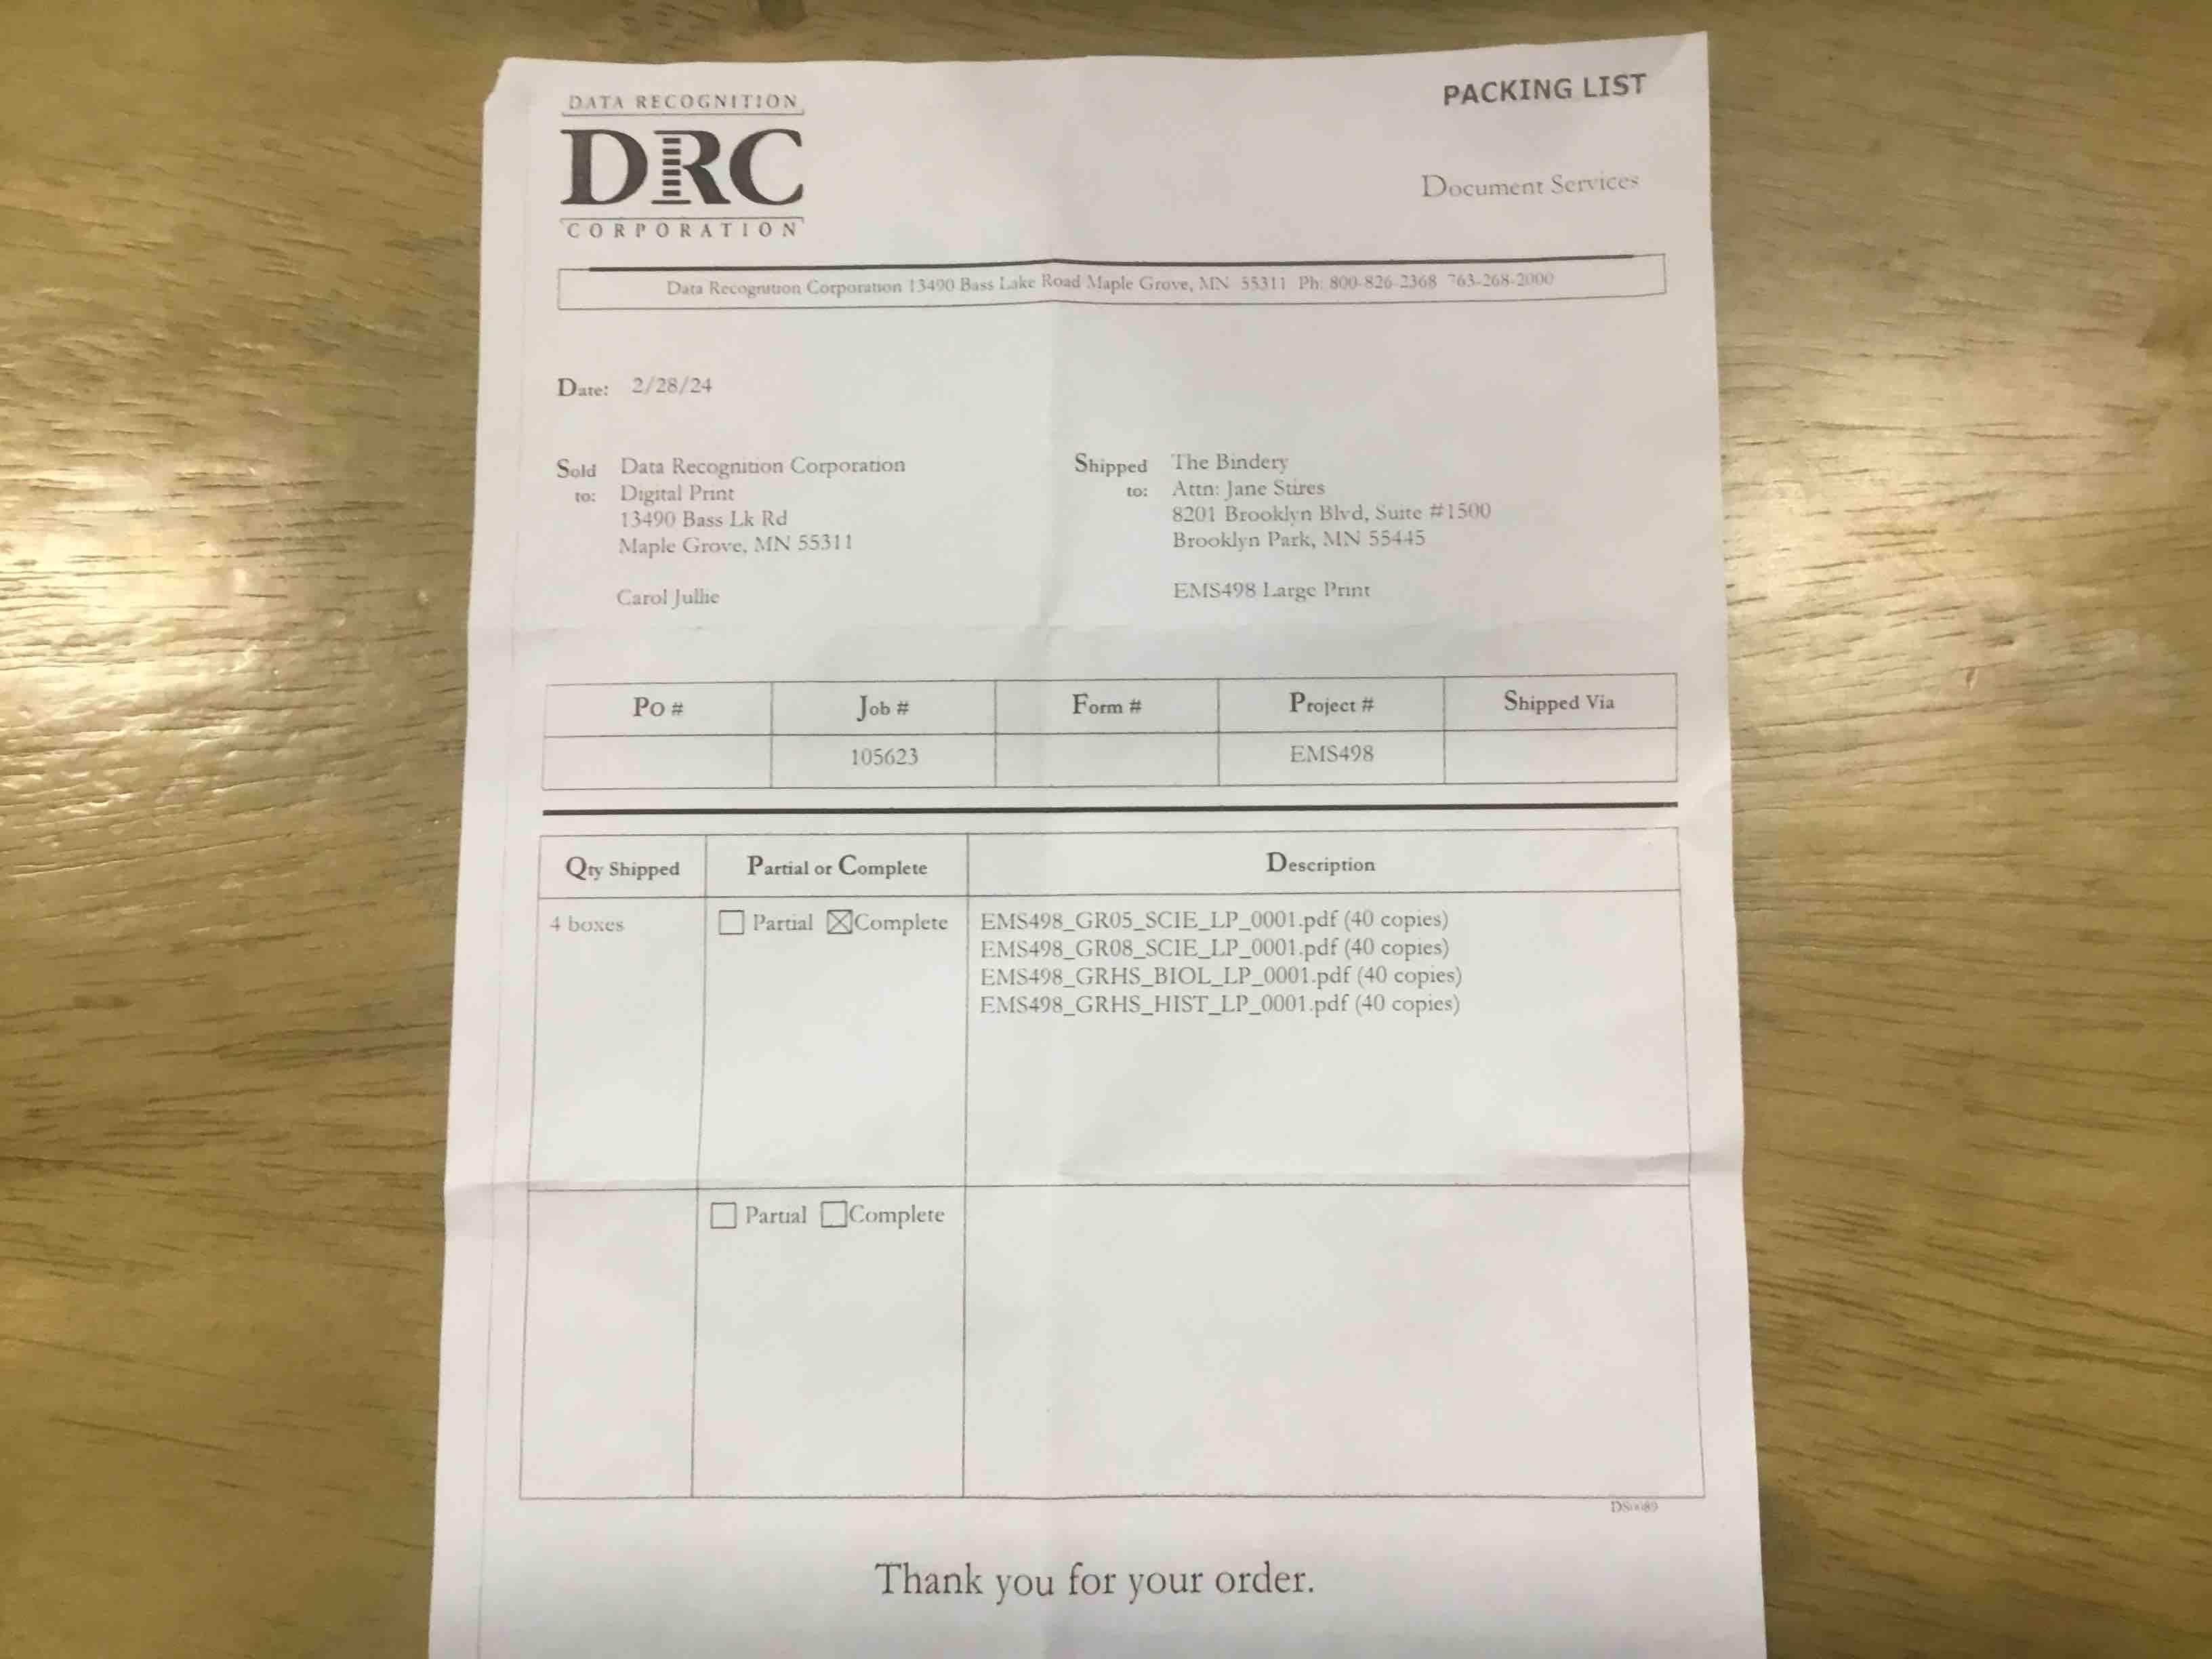 DATA RECOGNITION
DRC
CORPORATION
PACKING LIST
Document Services
Data Recognition Corporation 13490 Bass Lake Road Maple Grove, MN 55311 Ph: 800-826-2368 763-268-2000
Date: 2/28/24
Sold to:
Data Recognition Corporation
Digital Print
13490 Bass Lk Rd
Maple Grove, MN 55311
Carol Jullie
Shipped to:
The Bindery
Attn: Jane Stires
8201 Brooklyn Blvd, Suite #1500
Brooklyn Park, MN 55445
EMS498 Large Print
Po # Job # Form # Project # Shipped Via
105623 EMS498
Qty Shipped Partial or Complete Description
4 boxes Partial Complete EMS498_GR05_SCIE_LP_0001.pdf (40 copies)
EMS498_GR08_SCIE_LP_0001.pdf (40 copies)
EMS498_GRHS_BIOL_LP_0001.pdf (40 copies)
EMS498_GRHS_HIST_LP_0001.pdf (40 copies)
Partial Complete
DS0089
Thank you for your order.